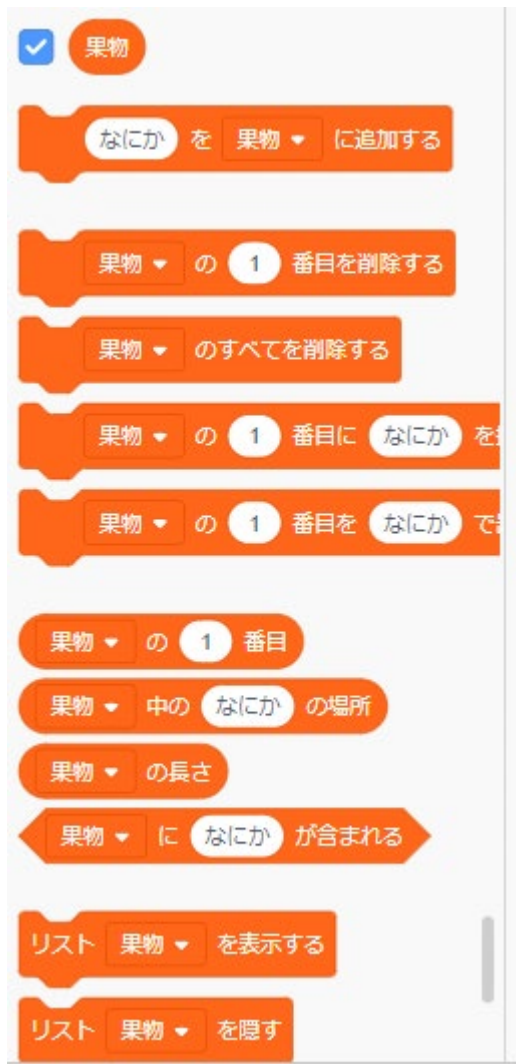 果物
なにか を 果物 に追加する
果物 の 1 番目を削除する
果物 のすべてを削除する
果物 の 1 番目に なにか を
果物 の 1 番目を なにか で
果物 の 1 番目
果物 中の なにか の場所
果物 の長さ
果物 に なにか が含まれる
リスト 果物 を表示する
リスト 果物 を隠す